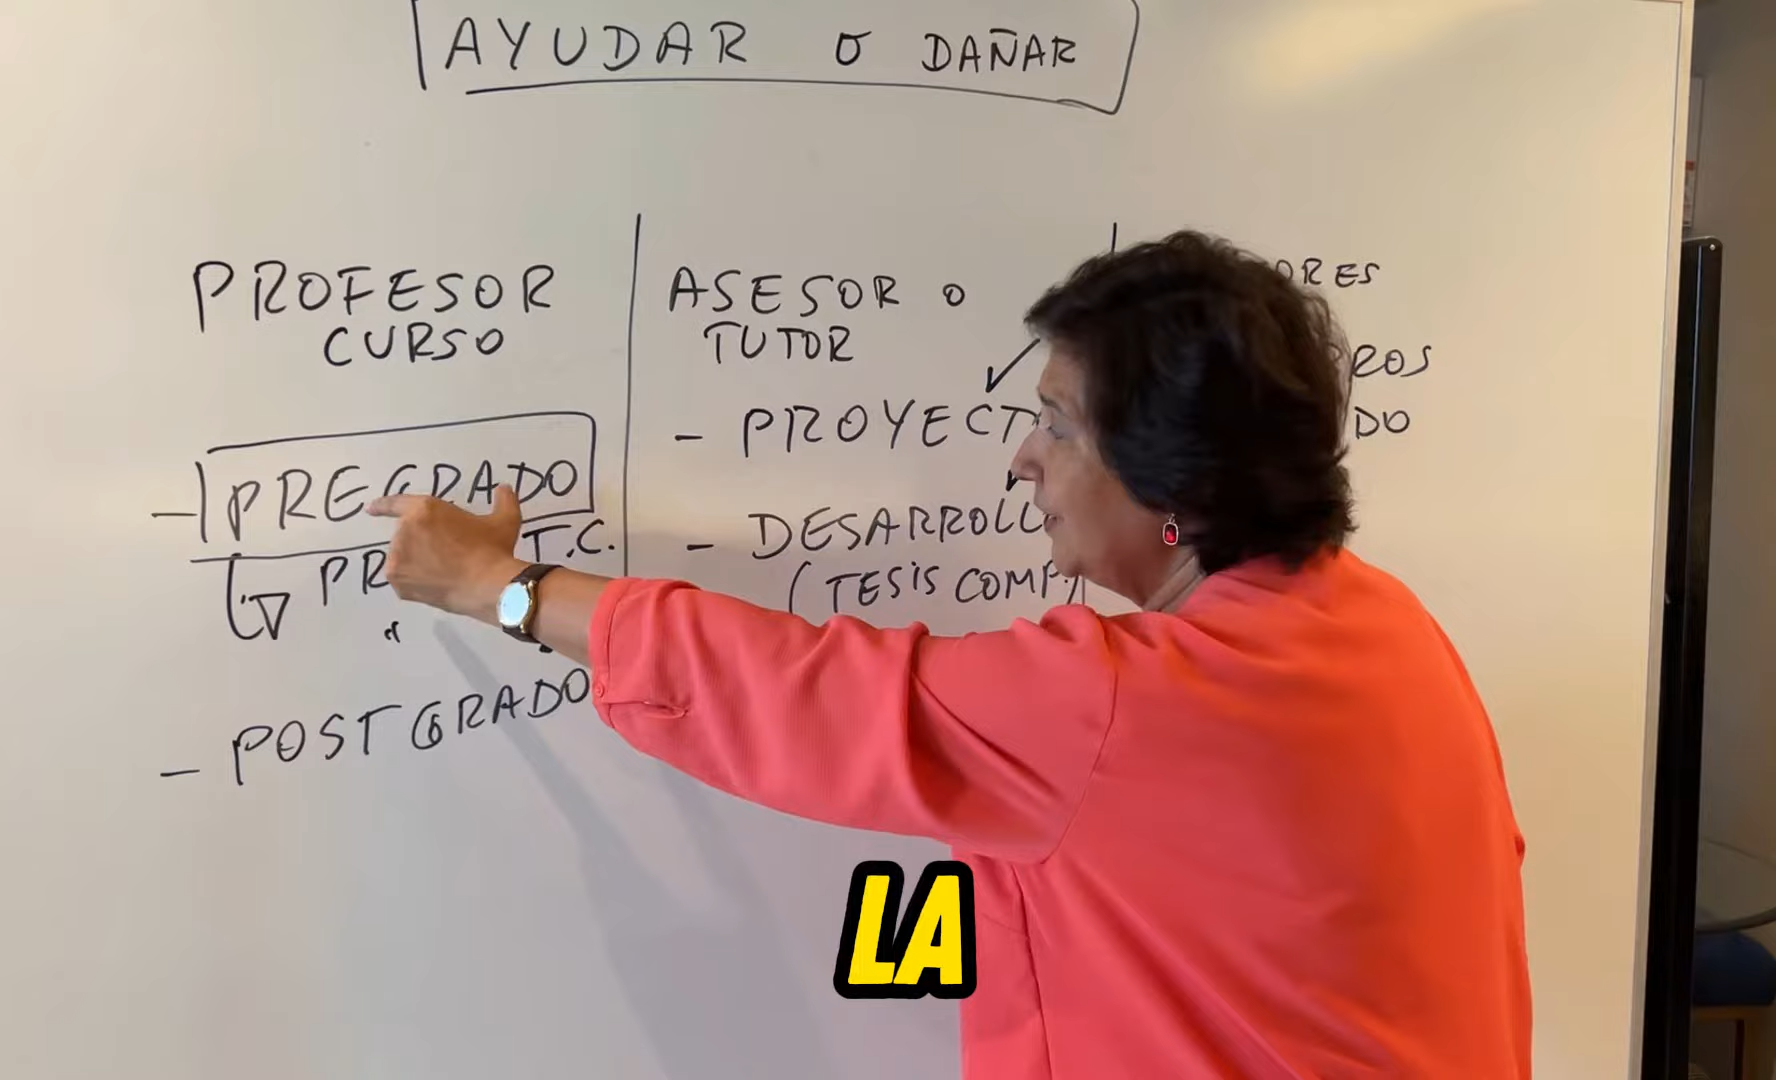 AYUDAR O DAÑAR
PROFESOR
CURSO
- PREGRADO
T.C.
- POSTGRADO
ASESOR O
TUTOR
- PROYECT
- DESARROLL
(TESIS COMP.)
LA